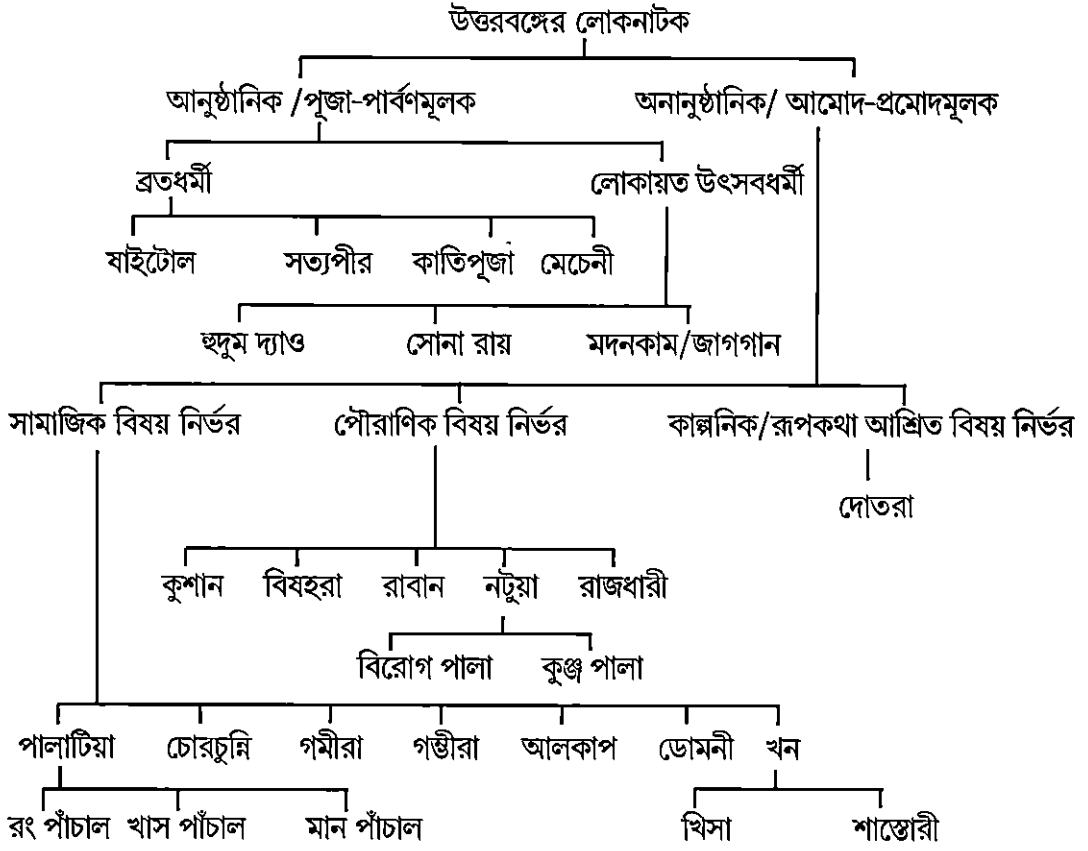 উত্তরবঙ্গের লোকনাটক
আনুষ্ঠানিক /পূজা-পার্বণমূলক অনানুষ্ঠানিক/ আমোদ-প্রমোদমূলক
ব্রতধর্মী লোকায়ত উৎসবধর্মী
ষাইটোল সত্যপীর কাতিপূজা মেচেনী
হুদুম দ্যাও সোনা রায় মদনকাম/জাগগান
সামাজিক বিষয় নির্ভর পৌরাণিক বিষয় নির্ভর কাল্পনিক/রূপকথা আশ্রিত বিষয় নির্ভর
দোতরা
কুশান বিষহরা রাবান নটুয়া রাজধারী
বিরোগ পালা কুঞ্জ পালা
পালাটিয়া চোরচুন্নি গমীরা গম্ভীরা আলকাপ ডোমনী খন
রং পাঁচাল খাস পাঁচাল মান পাঁচাল খিসা শাস্তোরী